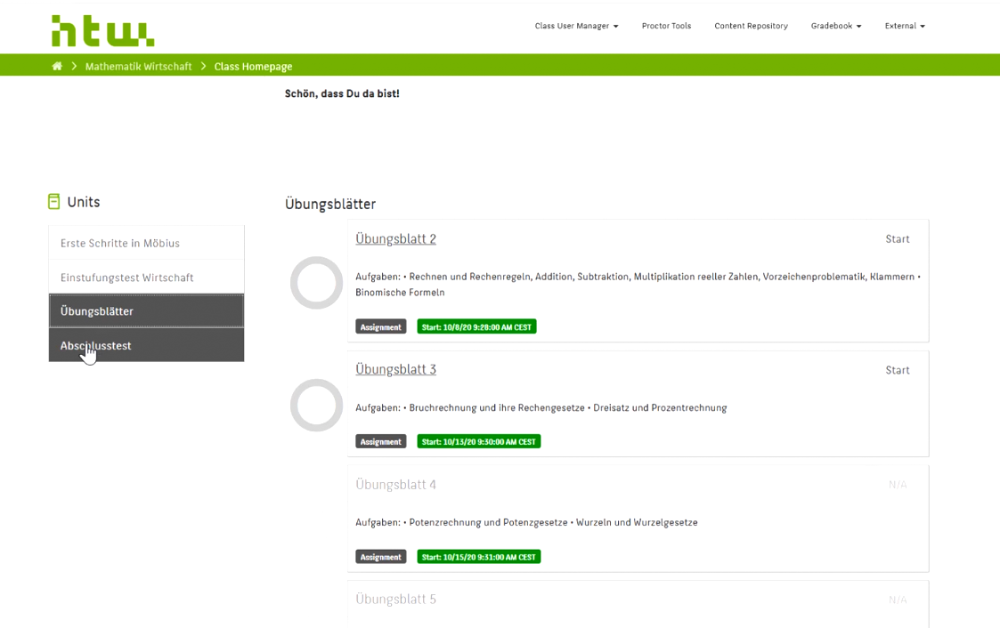 htw.
Class User Manager
Proctor Tools
Content Repository
Gradebook
External
Mathematik Wirtschaft > Class Homepage
Schön, dass Du da bist!
Units
Erste Schritte in Möbius
Einstufungstest Wirtschaft
Übungsblätter
Abschlusstest
Übungsblätter
Übungsblatt 2
Start
Aufgaben: • Rechnen und Rechenregeln, Addition, Subtraktion, Multiplikation reeller Zahlen, Vorzeichenproblematik, Klammern •
Binomische Formeln
Assignment
Start: 10/8/20 9:28:00 AM CEST
Übungsblatt 3
Start
Aufgaben: • Bruchrechnung und ihre Rechengesetze • Dreisatz und Prozentrechnung
Assignment
Start: 10/13/20 9:30:00 AM CEST
Übungsblatt 4
N/A
Aufgaben: • Potenzrechnung und Potenzgesetze • Wurzeln und Wurzelgesetze
Assignment
Start: 10/15/20 9:31:00 AM CEST
Übungsblatt 5
N/A